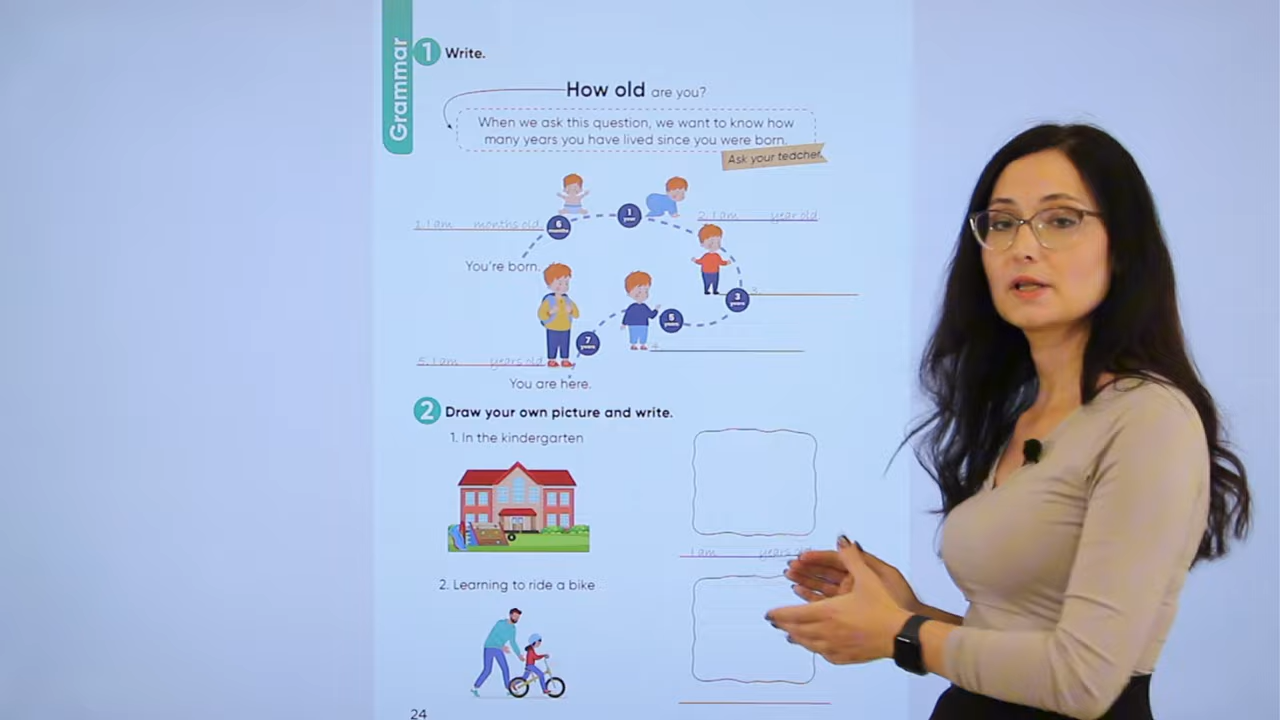 Grammar
1 Write.
How old are you?
When we ask this question, we want to know how
many years you have lived since you were born.
Ask your teacher.
1. I am months old
6 months
1 year
2. I am year old
You're born.
3 years
3.
5 years
4.
7 years
5. I am years old
You are here.
2 Draw your own picture and write.
1. In the kindergarten
I am years old
2. Learning to ride a bike
24